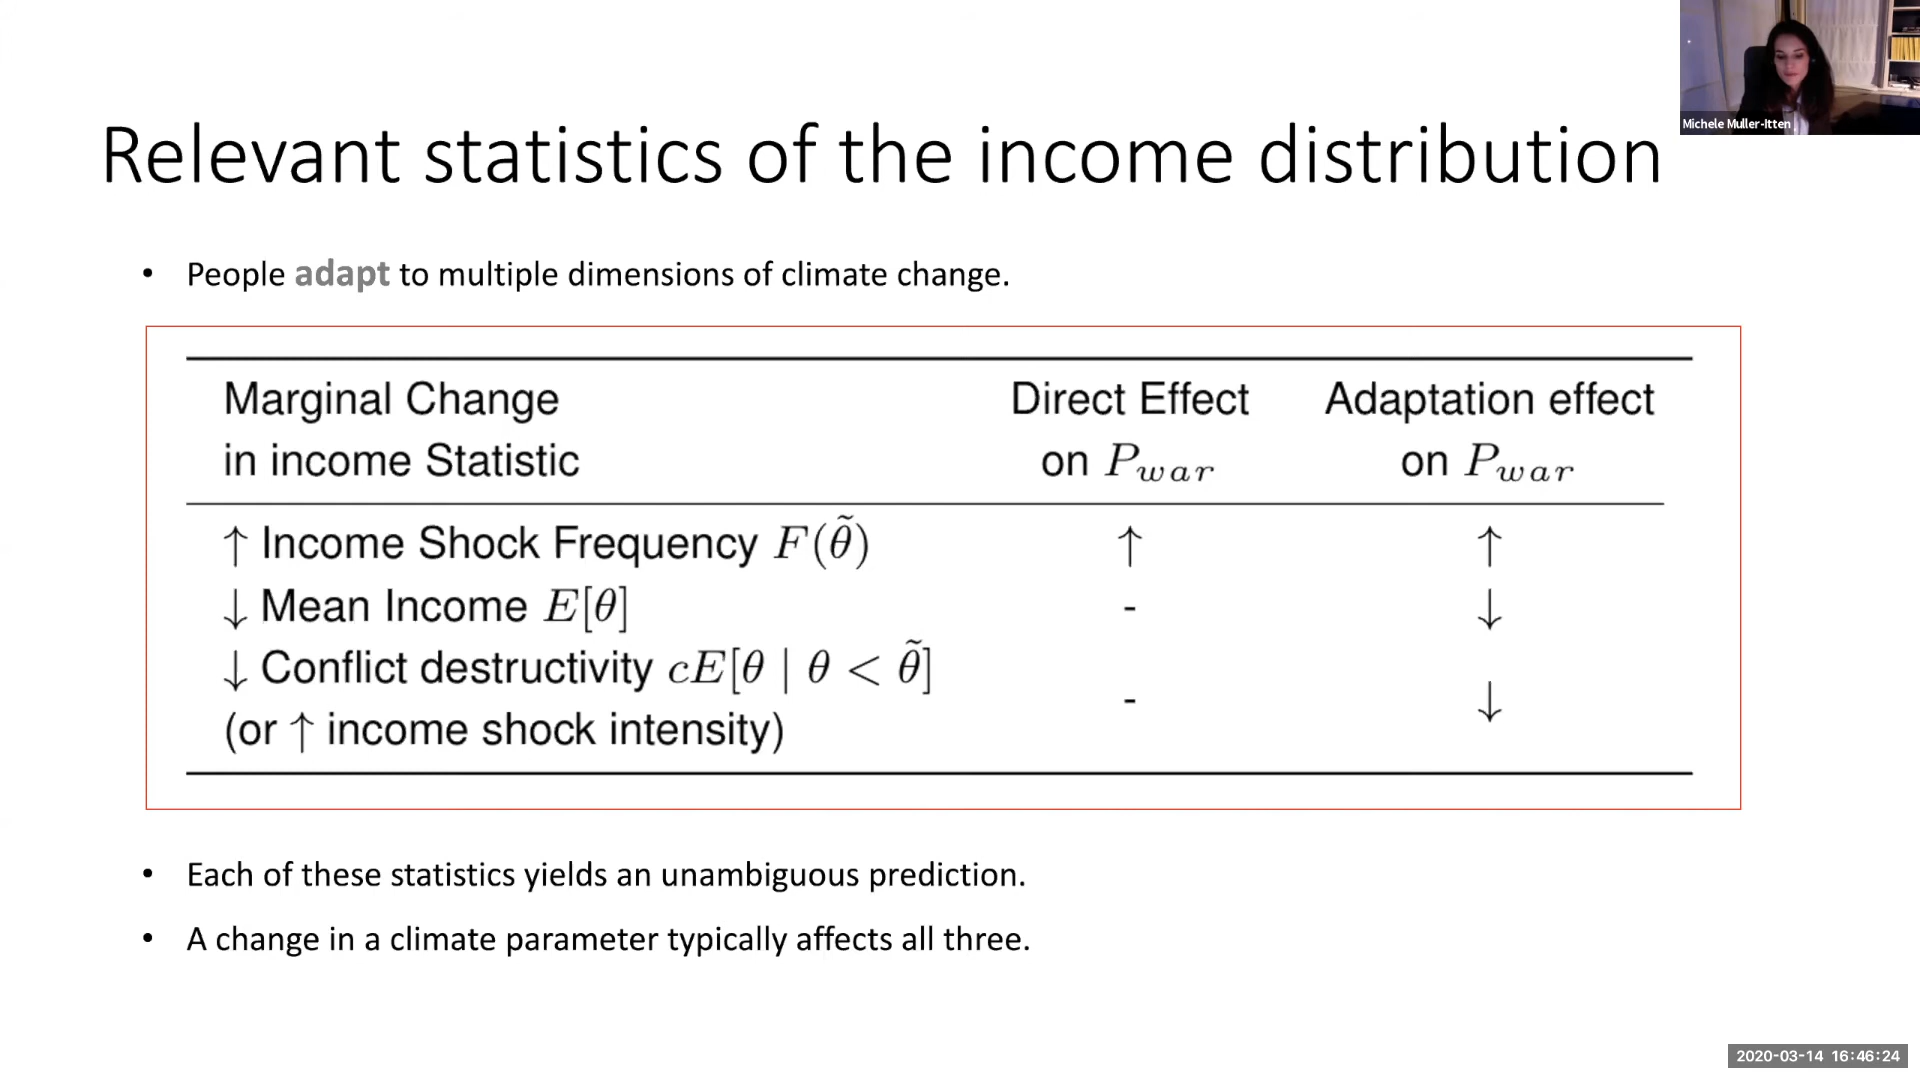 Michele Muller-Itten
Relevant statistics of the income distribution
• People adapt to multiple dimensions of climate change.
Marginal Change Direct Effect Adaptation effect
in income Statistic on P_war on P_war
↑ Income Shock Frequency F(θ̃) ↑ ↑
↓ Mean Income E[θ] - ↓
↓ Conflict destructivity cE[θ | θ < θ̃]
(or ↑ income shock intensity) - ↓
• Each of these statistics yields an unambiguous prediction.
• A change in a climate parameter typically affects all three.
2020-03-14 16:46:24